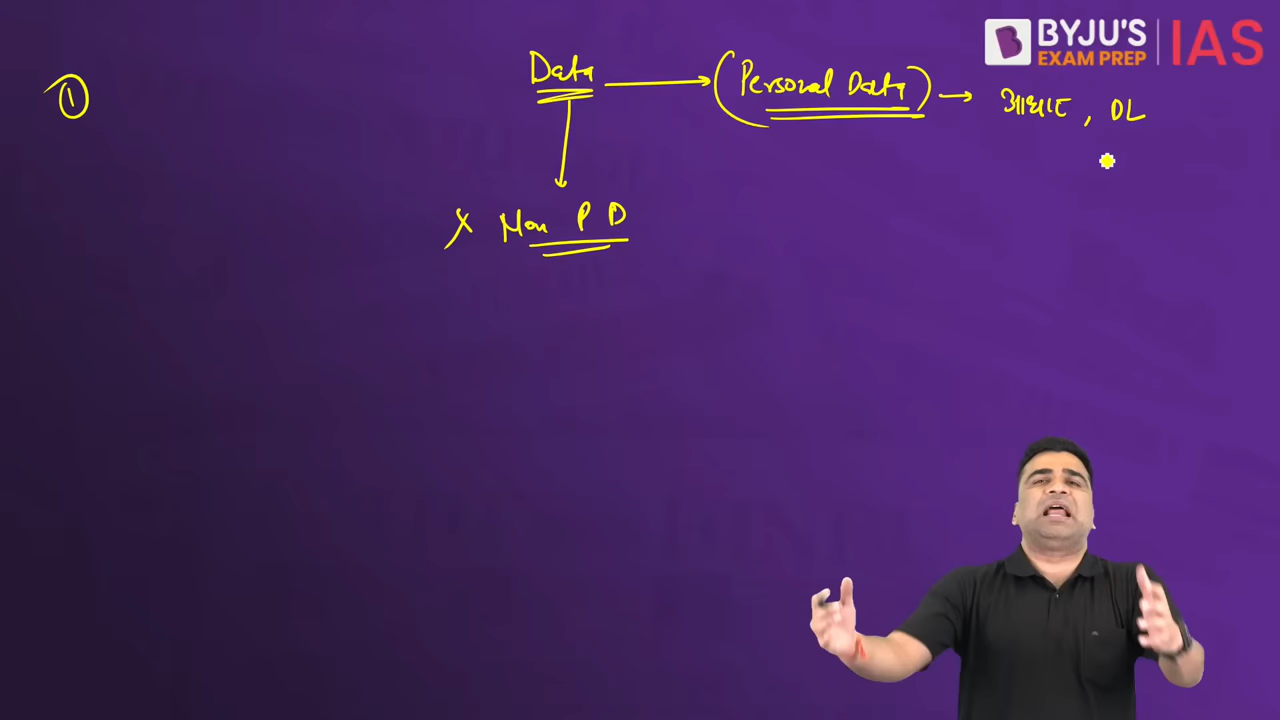 BYJU'S
EXAM PREP
IAS
①
Data → (Personal Data) → आधार, DL
X Non P D